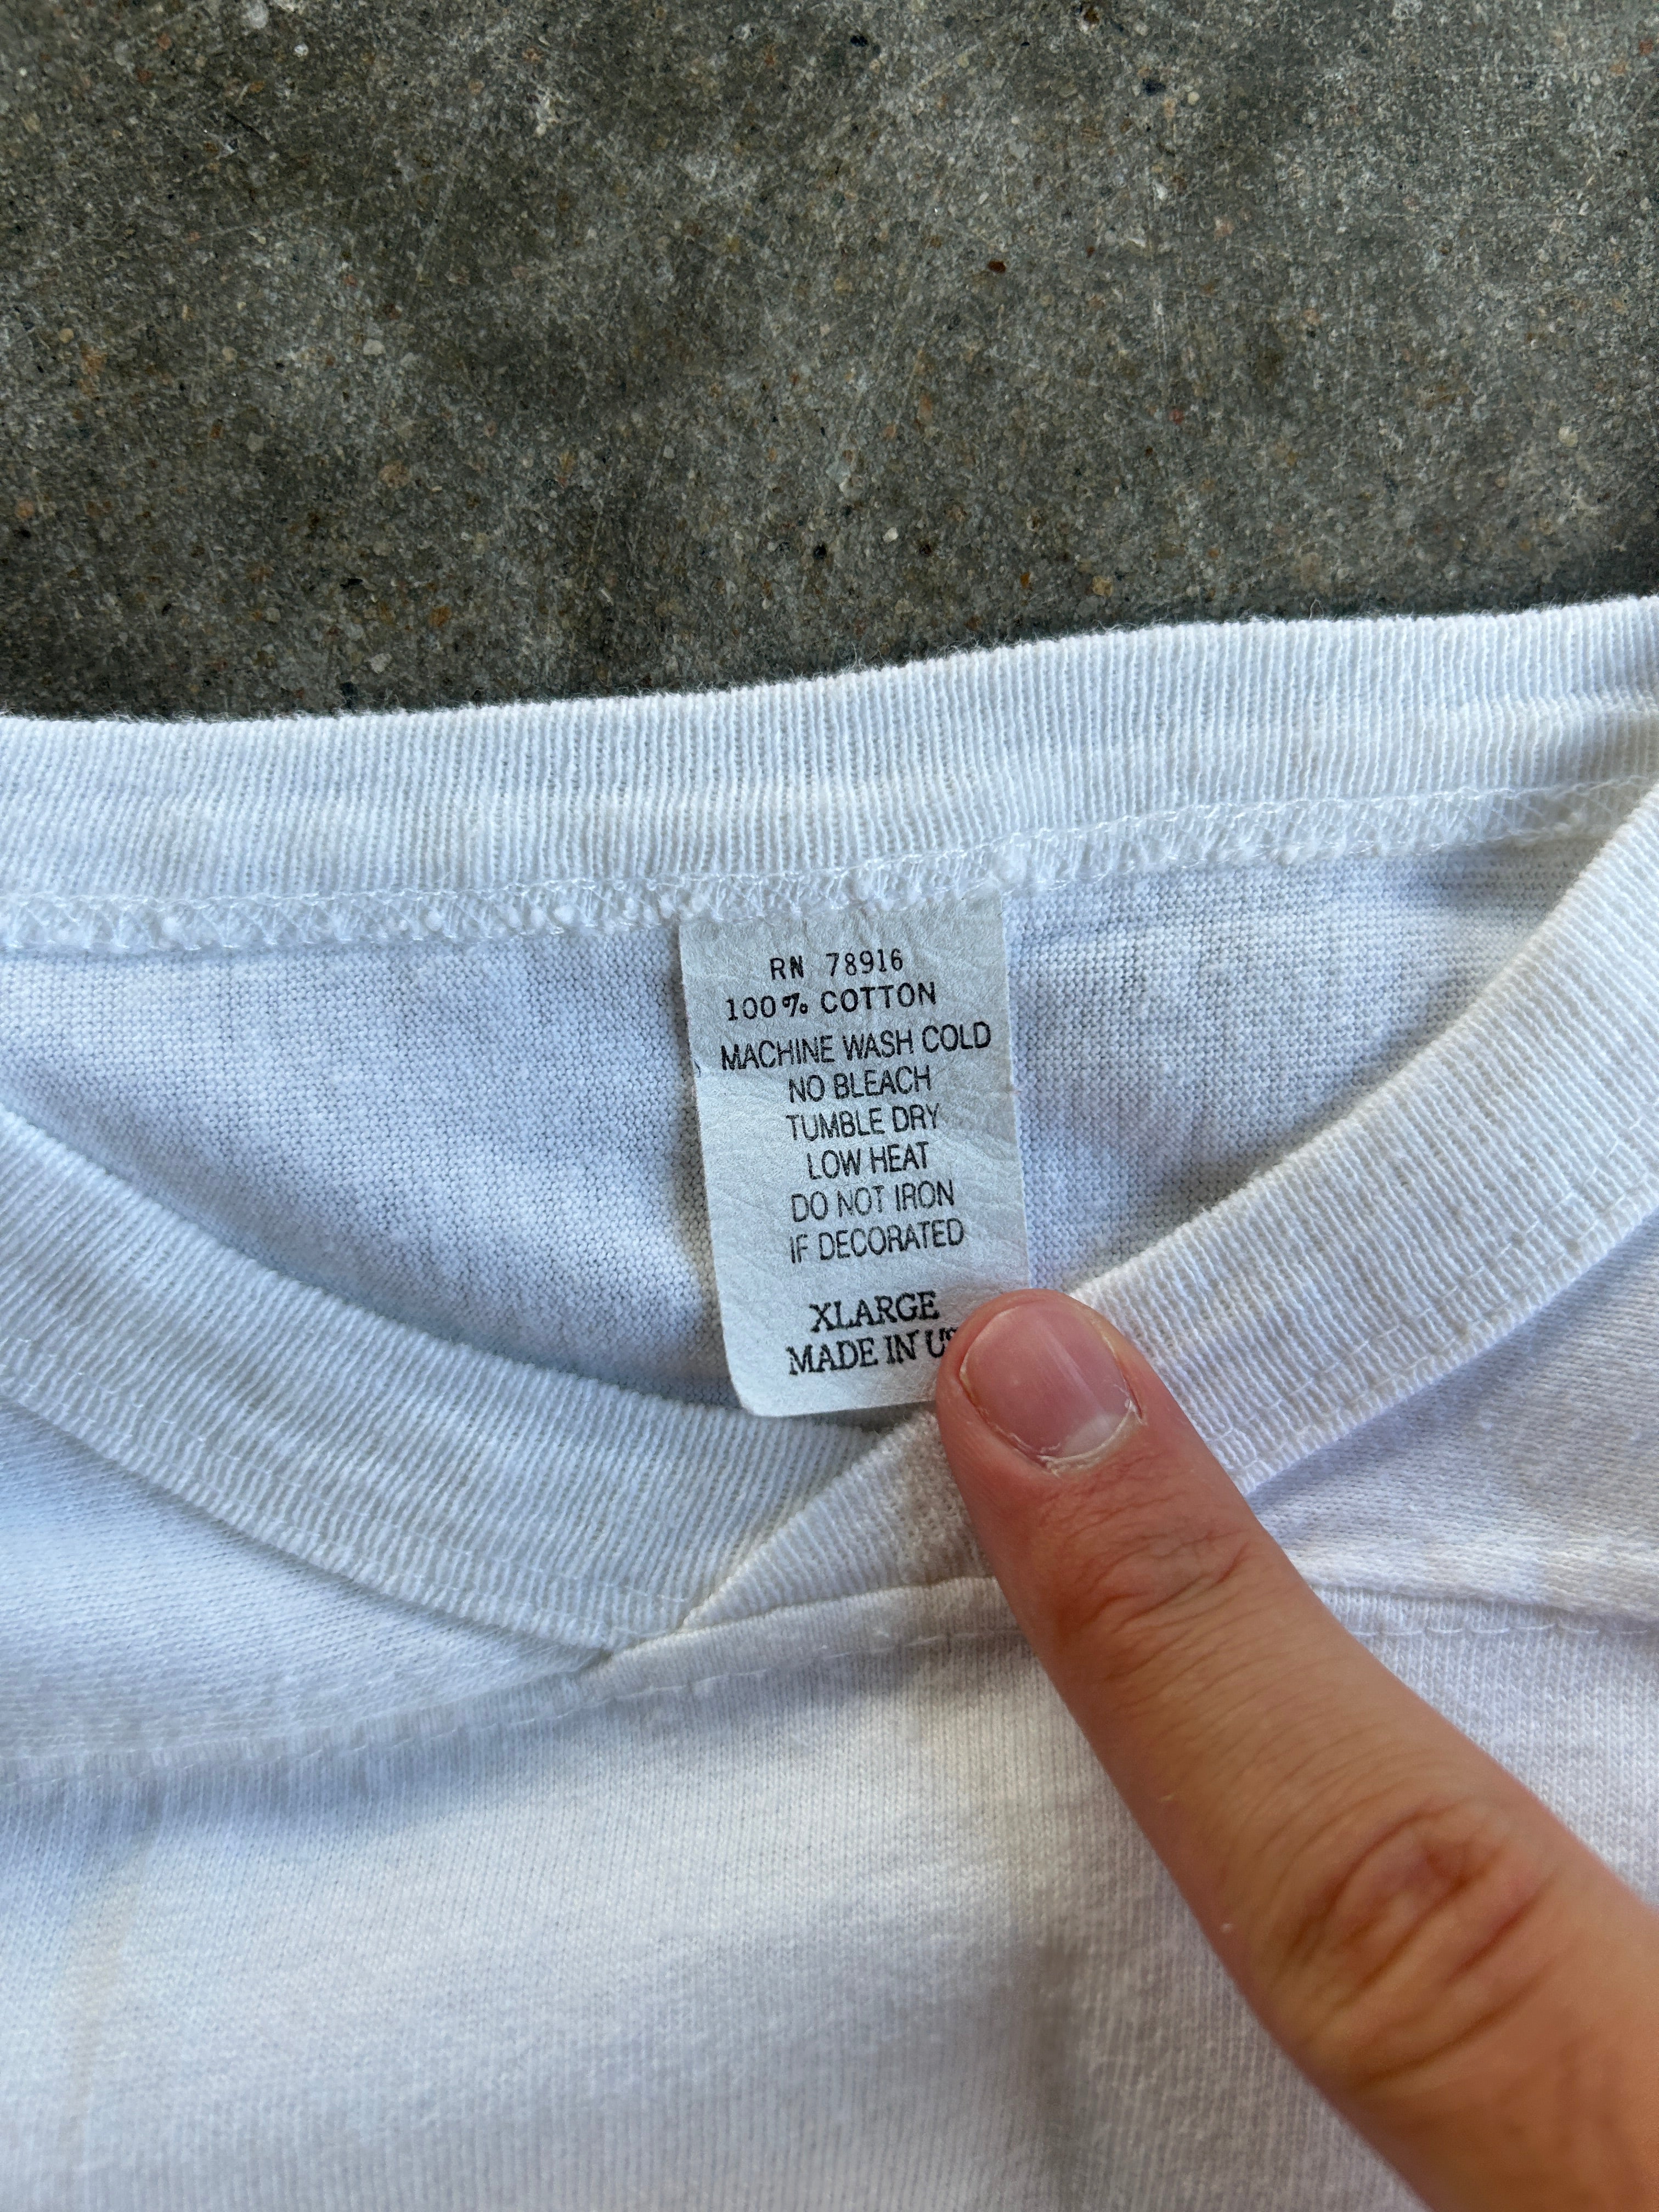 RN 78916
100% COTTON
MACHINE WASH COLD
NO BLEACH
TUMBLE DRY
LOW HEAT
DO NOT IRON
IF DECORATED
XLARGE
MADE IN